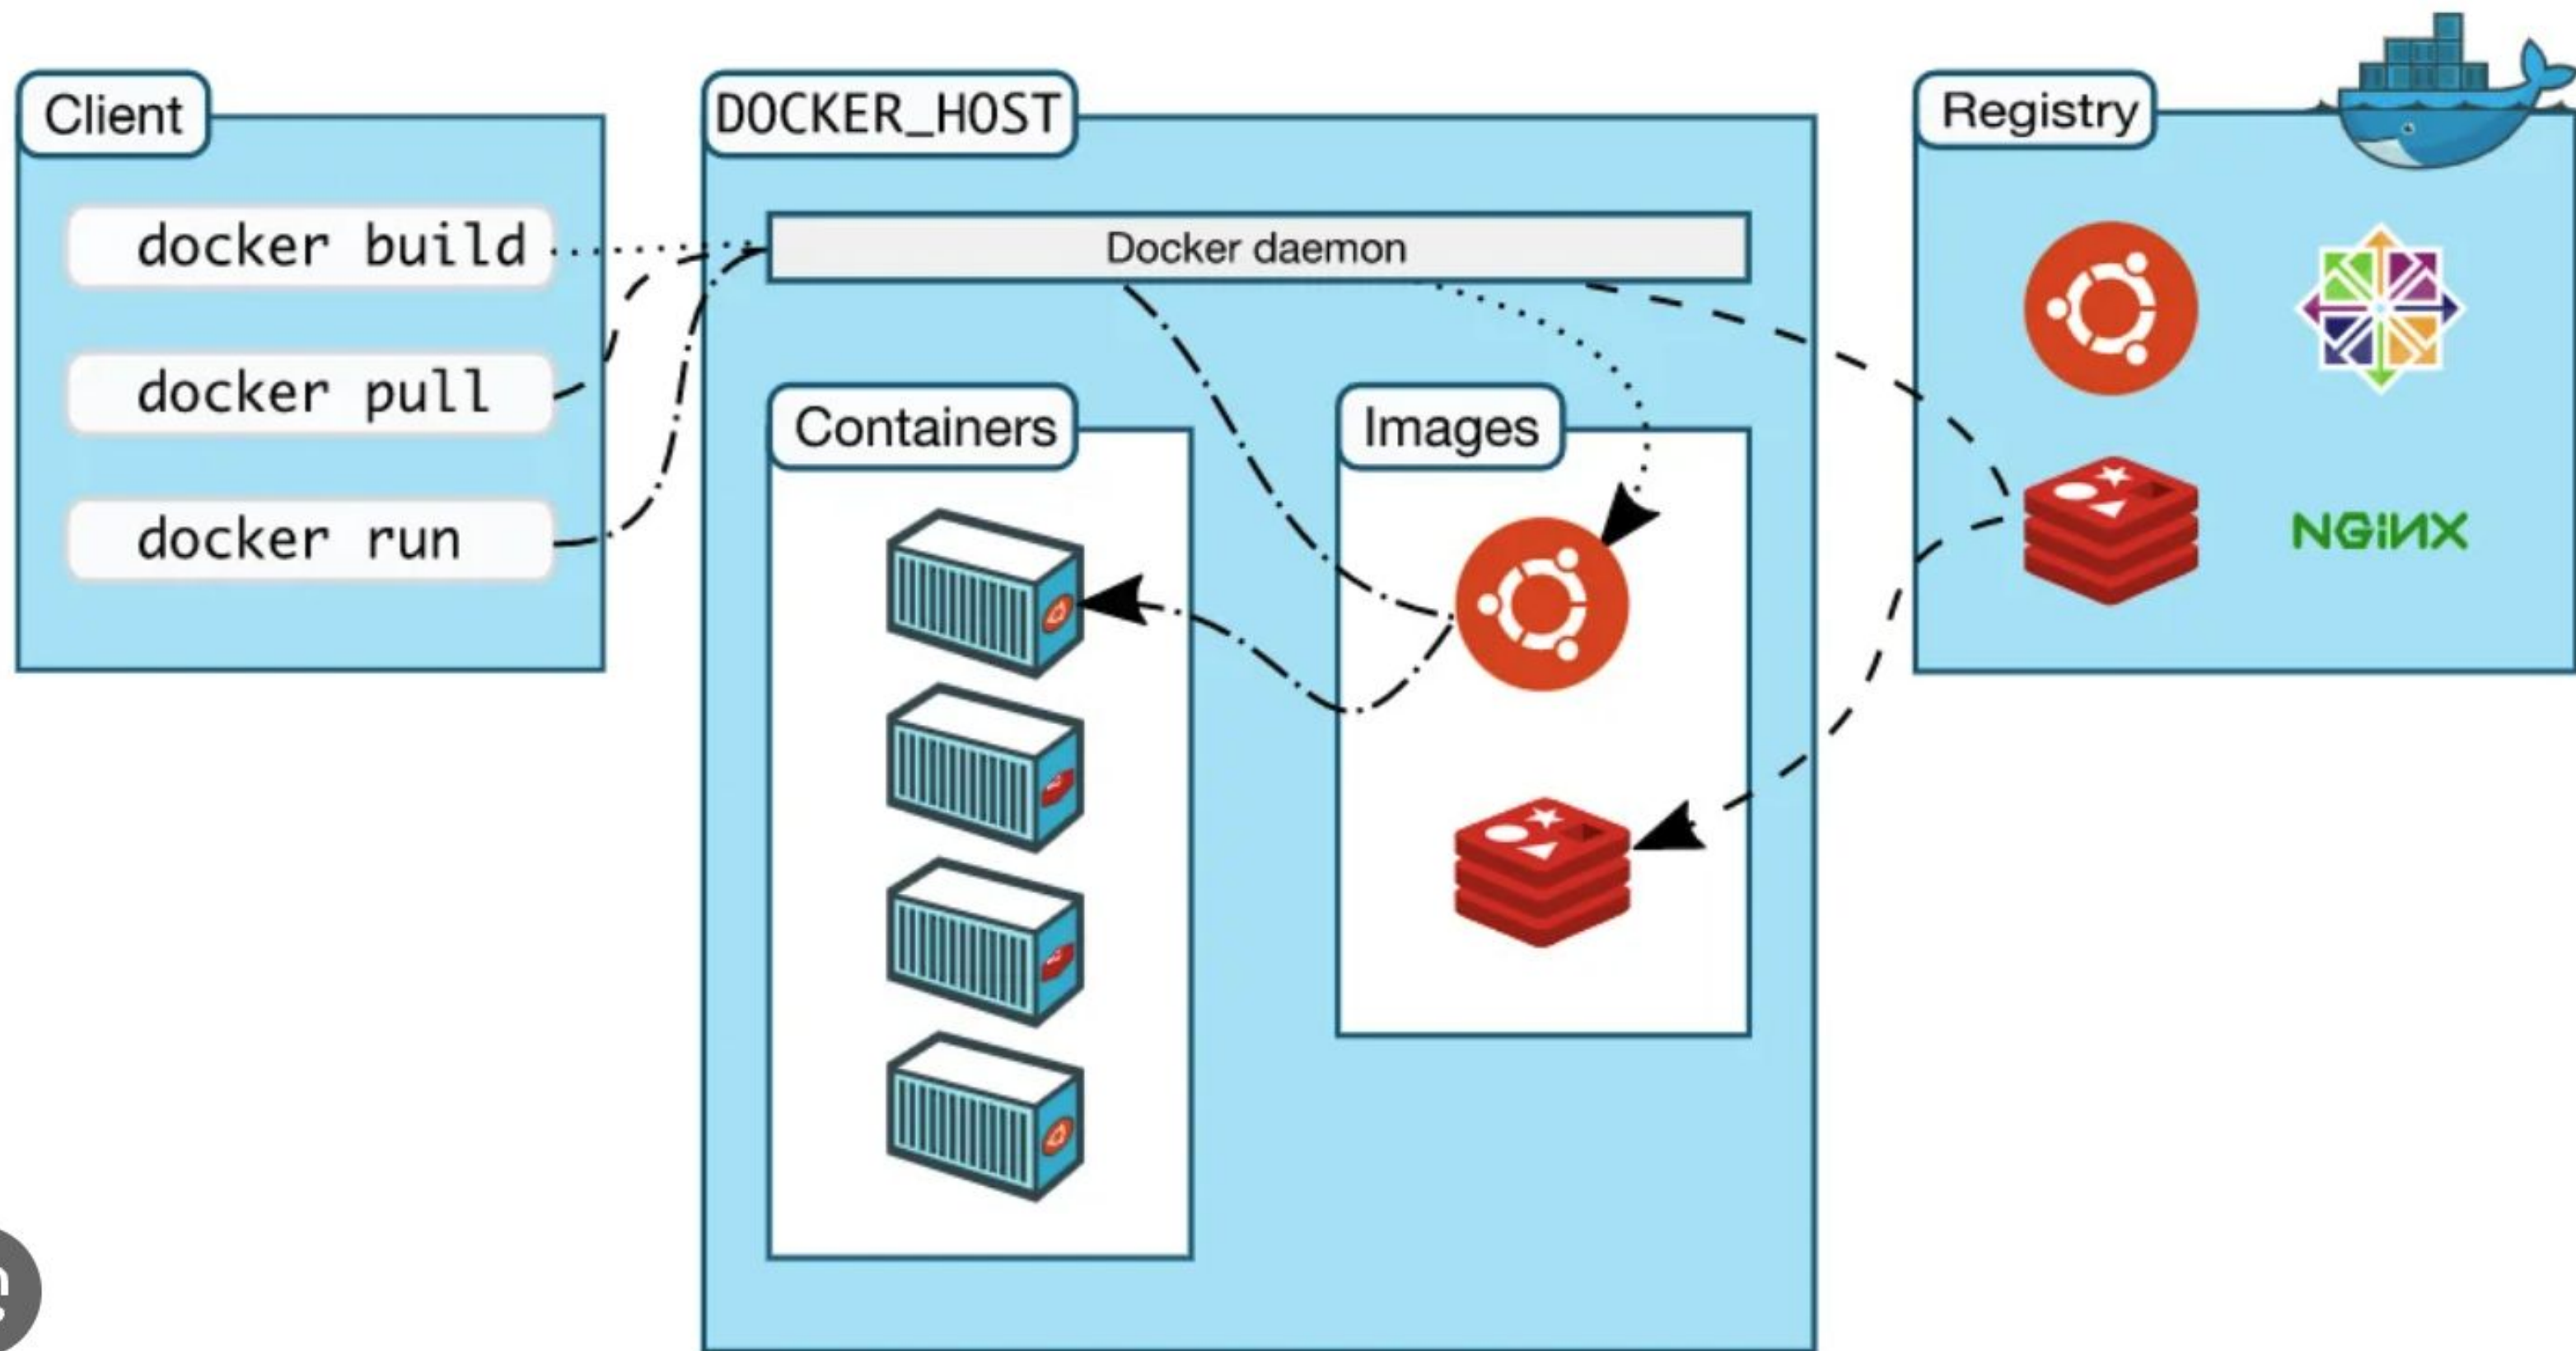 Client
docker build
docker pull
docker run
DOCKER_HOST
Docker daemon
Containers
Images
Registry
NGiNX